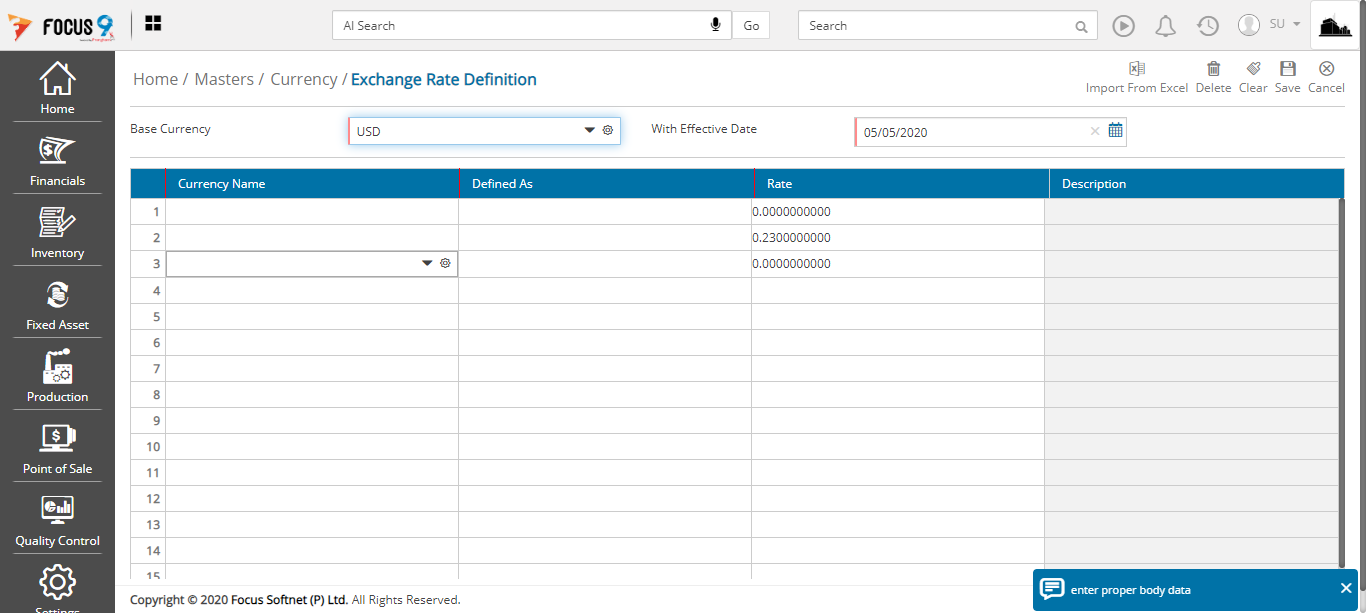 FOCUS 9
AI Search
Go
Search
SU
Home / Masters / Currency / Exchange Rate Definition
Import From Excel Delete Clear Save Cancel
Base Currency
USD
With Effective Date
05/05/2020
Currency Name Defined As Rate Description
1 0.0000000000
2 0.2300000000
3 0.0000000000
4
5
6
7
8
9
10
11
12
13
14
15
Home
Financials
Inventory
Fixed Asset
Production
Point of Sale
Quality Control
Settings
enter proper body data
Copyright © 2020 Focus Softnet (P) Ltd. All Rights Reserved.